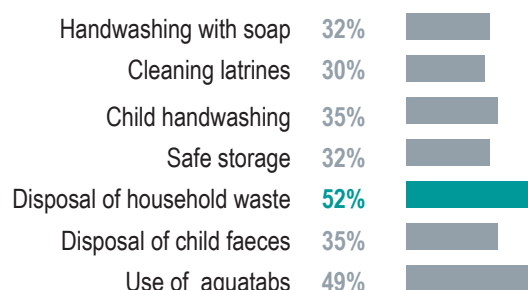 Handwashing with soap 32%
Cleaning latrines 30%
Child handwashing 35%
Safe storage 32%
Disposal of household waste 52%
Disposal of child faeces 35%
Use of aquatabs 49%